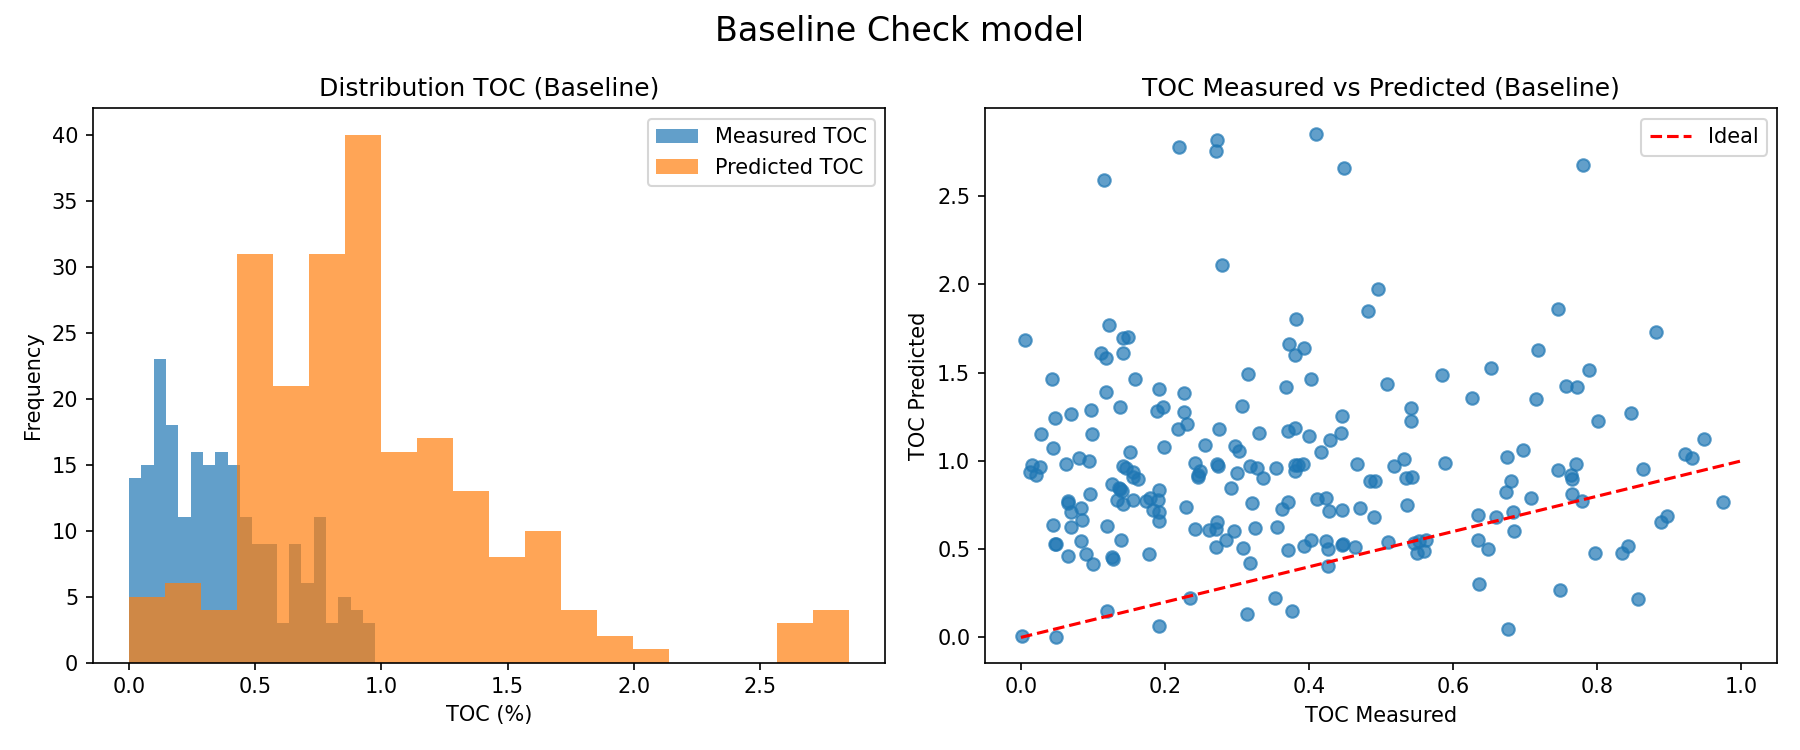 Baseline Check model
Distribution TOC (Baseline)
Measured TOC
Predicted TOC
Frequency
40
35
30
25
20
15
10
5
0
0.0 0.5 1.0 1.5 2.0 2.5
TOC (%)
TOC Measured vs Predicted (Baseline)
Ideal
TOC Predicted
2.5
2.0
1.5
1.0
0.5
0.0
0.0 0.2 0.4 0.6 0.8 1.0
TOC Measured